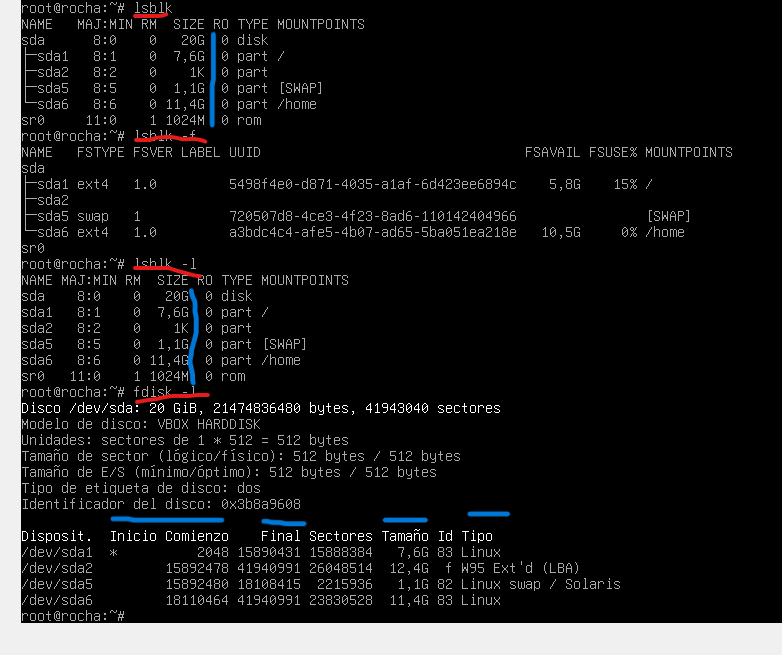 root@rocha:~# lsblk
NAME   MAJ:MIN RM  SIZE RO TYPE MOUNTPOINTS
sda      8:0    0   20G  0 disk
├─sda1   8:1    0  7,6G  0 part /
├─sda2   8:2    0    1K  0 part
├─sda5   8:5    0  1,1G  0 part [SWAP]
└─sda6   8:6    0 11,4G  0 part /home
sr0     11:0    1 1024M  0 rom
root@rocha:~# lsblk -f
NAME   FSTYPE FSVER LABEL UUID                                 FSAVAIL FSUSE% MOUNTPOINTS
sda
├─sda1 ext4   1.0         5498f4e0-d871-4035-a1af-6d423ee6894c    5,8G    15% /
├─sda2
├─sda5 swap   1           720507d8-4ce3-4f23-8ad6-110142404966                [SWAP]
└─sda6 ext4   1.0         a3bdc4c4-afe5-4b07-ad65-5ba051ea218e   10,5G     0% /home
sr0
root@rocha:~# lsblk -l
NAME MAJ:MIN RM  SIZE RO TYPE MOUNTPOINTS
sda    8:0    0   20G  0 disk
sda1   8:1    0  7,6G  0 part /
sda2   8:2    0    1K  0 part
sda5   8:5    0  1,1G  0 part [SWAP]
sda6   8:6    0 11,4G  0 part /home
sr0   11:0    1 1024M  0 rom
root@rocha:~# fdisk -l
Disco /dev/sda: 20 GiB, 21474836480 bytes, 41943040 sectores
Modelo de disco: VBOX HARDDISK
Unidades: sectores de 1 * 512 = 512 bytes
Tamaño de sector (lógico/físico): 512 bytes / 512 bytes
Tamaño de E/S (mínimo/óptimo): 512 bytes / 512 bytes
Tipo de etiqueta de disco: dos
Identificador del disco: 0x3b8a9608
Disposit.  Inicio Comienzo    Final Sectores Tamaño Id Tipo
/dev/sda1  *          2048 15890431 15888384   7,6G 83 Linux
/dev/sda2         15892478 41940991 26048514  12,4G  f W95 Ext'd (LBA)
/dev/sda5         15892480 18108415  2215936   1,1G 82 Linux swap / Solaris
/dev/sda6         18110464 41940991 23830528  11,4G 83 Linux
root@rocha:~#